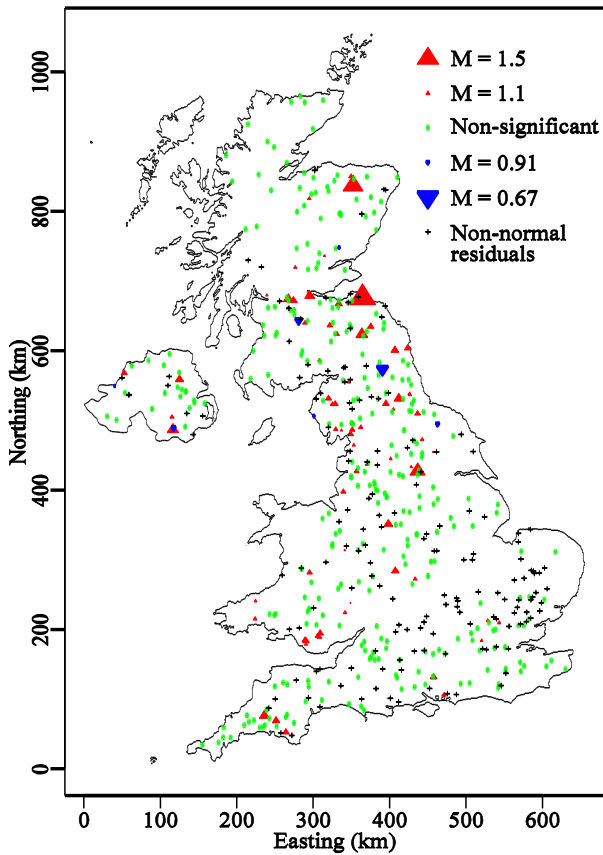 M = 1.5
M = 1.1
Non-significant
M = 0.91
M = 0.67
Non-normal
residuals
Northing (km)
1000
800
600
400
200
0
0 100 200 300 400 500 600
Easting (km)